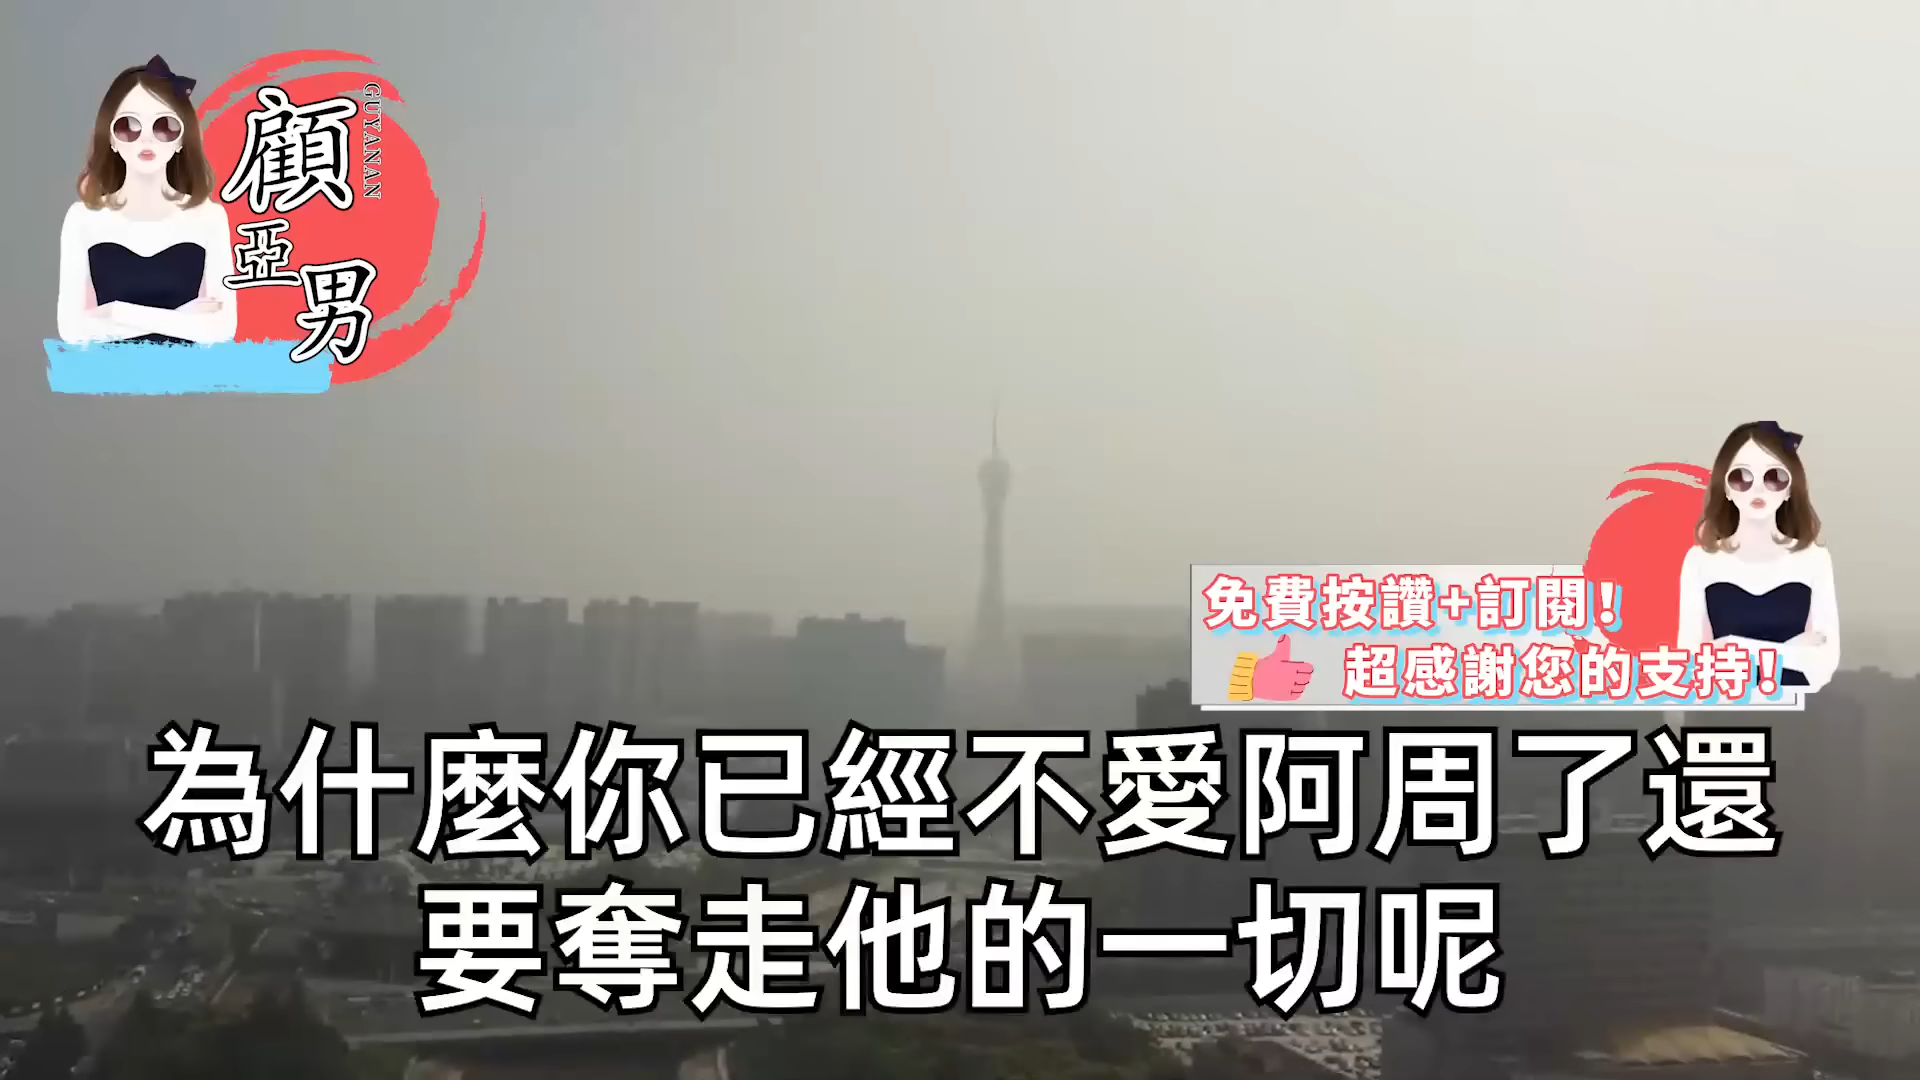 顧亞男
GUYANAN
免費按讚+訂閱!
超感謝您的支持!
為什麼你已經不愛阿周了還
要奪走他的一切呢